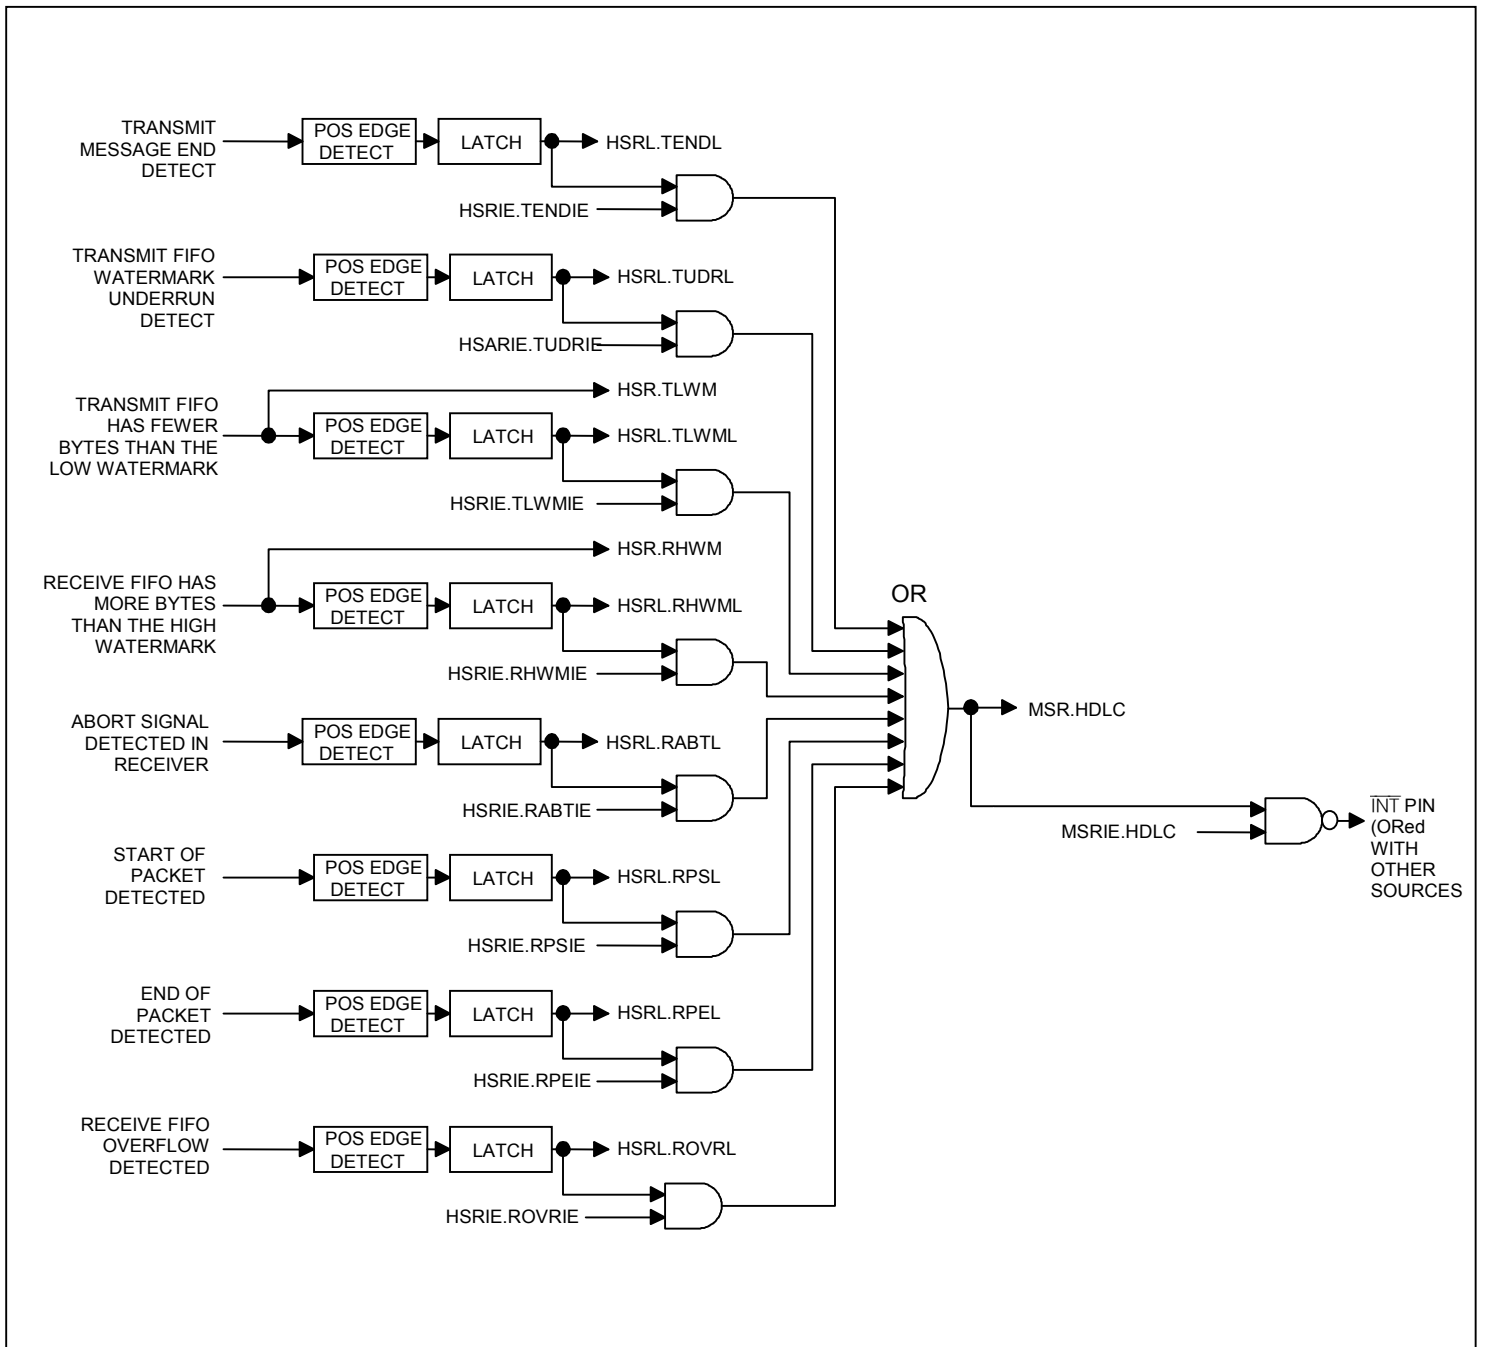 TRANSMIT
MESSAGE END
DETECT
POS EDGE
DETECT
LATCH
HSRL.TENDL
HSRIE.TENDIE
TRANSMIT FIFO
WATERMARK
UNDERRUN
DETECT
POS EDGE
DETECT
LATCH
HSRL.TUDRL
HSARIE.TUDRIE
TRANSMIT FIFO
HAS FEWER
BYTES THAN THE
LOW WATERMARK
HSR.TLWM
POS EDGE
DETECT
LATCH
HSRL.TLWML
HSRIE.TLWMIE
RECEIVE FIFO HAS
MORE BYTES
THAN THE HIGH
WATERMARK
HSR.RHWM
POS EDGE
DETECT
LATCH
HSRL.RHWML
HSRIE.RHWMIE
ABORT SIGNAL
DETECTED IN
RECEIVER
POS EDGE
DETECT
LATCH
HSRL.RABTL
HSRIE.RABTIE
START OF
PACKET
DETECTED
POS EDGE
DETECT
LATCH
HSRL.RPSL
HSRIE.RPSIE
END OF
PACKET
DETECTED
POS EDGE
DETECT
LATCH
HSRL.RPEL
HSRIE.RPEIE
RECEIVE FIFO
OVERFLOW
DETECTED
POS EDGE
DETECT
LATCH
HSRL.ROVRL
HSRIE.ROVRIE
OR
MSR.HDLC
MSRIE.HDLC
I̅N̅T̅ PIN
(ORed
WITH
OTHER
SOURCES